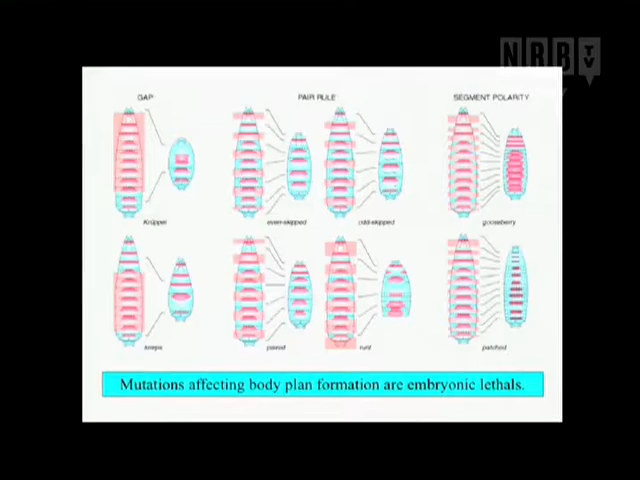 NRB TV
GAP
PAIR RULE
SEGMENT POLARITY
Krüppel
even-skipped
odd-skipped
gooseberry
knirps
paired
runt
patched
Mutations affecting body plan formation are embryonic lethals.